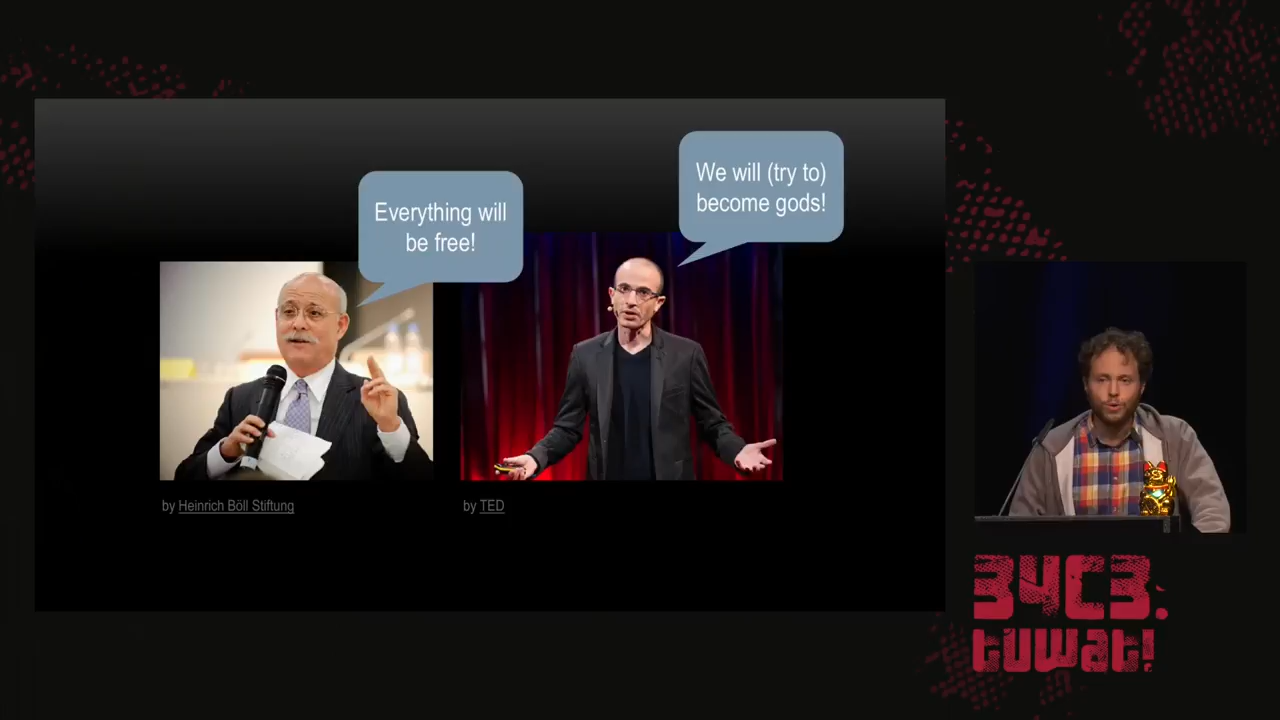 Everything will
be free!
We will (try to)
become gods!
by Heinrich Böll Stiftung
by TED
34C3.
tuwat!